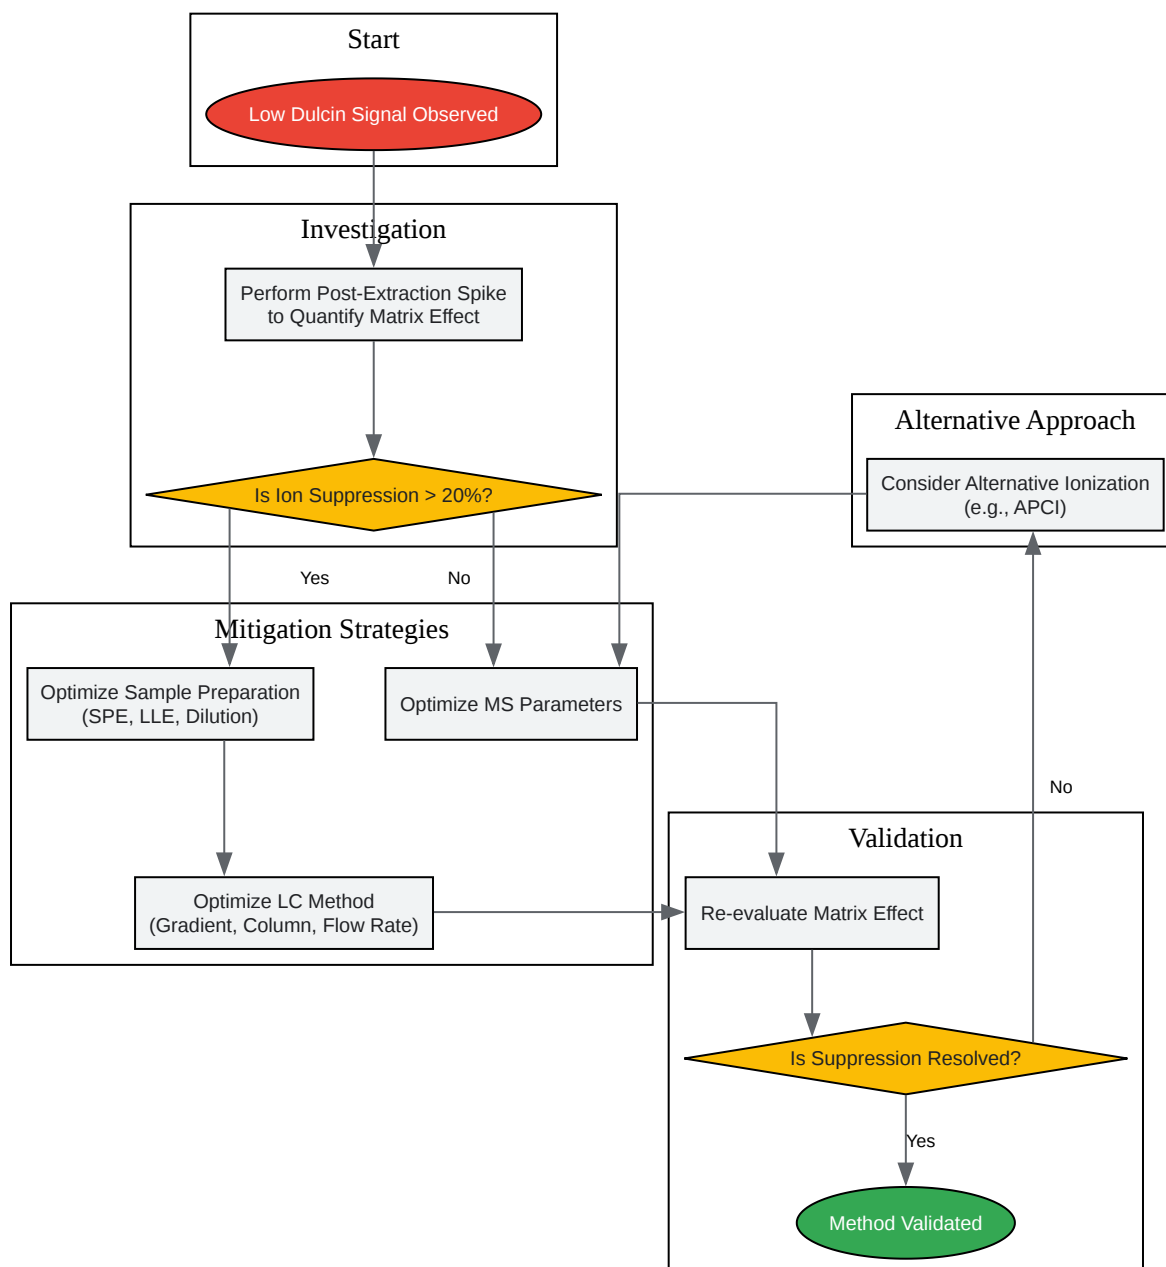 Start
Low Dulcin Signal Observed
Investigation
Perform Post-Extraction Spike
to Quantify Matrix Effect
Is Ion Suppression > 20%?
Alternative Approach
Consider Alternative Ionization
(e.g., APCI)
Yes
No
Mitigation Strategies
Optimize Sample Preparation
(SPE, LLE, Dilution)
Optimize MS Parameters
No
Optimize LC Method
(Gradient, Column, Flow Rate)
Validation
Re-evaluate Matrix Effect
Is Suppression Resolved?
Yes
Method Validated